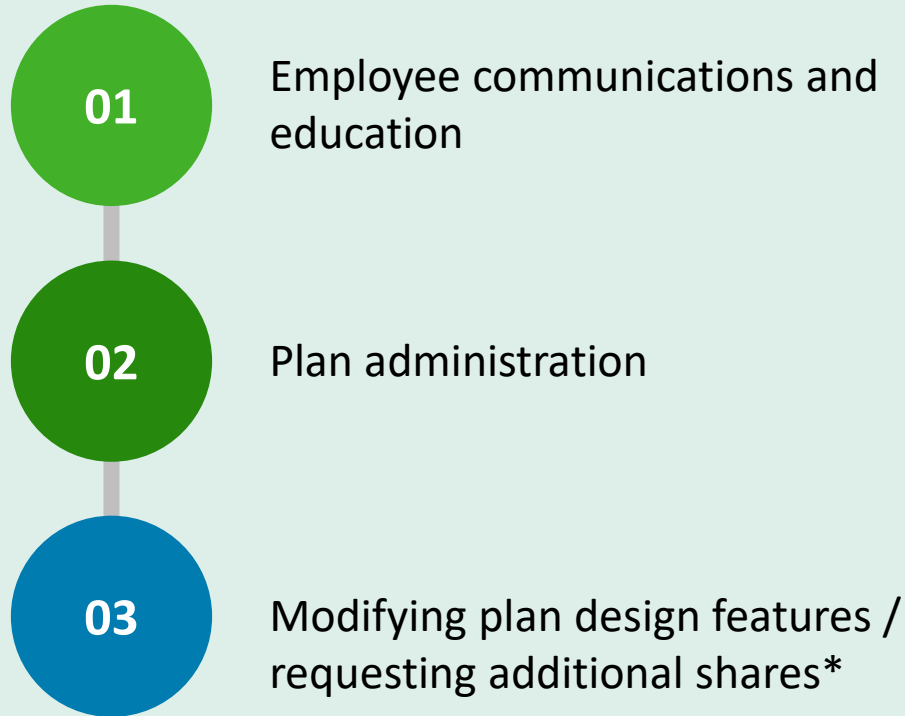 01
Employee communications and
education
02
Plan administration
03
Modifying plan design features /
requesting additional shares*